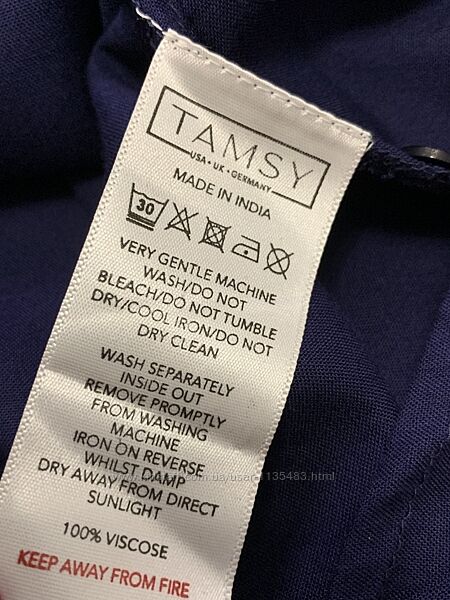 TAMSY
USA • UK • GERMANY
MADE IN INDIA
30
VERY GENTLE MACHINE
WASH/DO NOT
BLEACH/DO NOT TUMBLE
DRY/COOL IRON/DO NOT
DRY CLEAN
WASH SEPARATELY
INSIDE OUT
REMOVE PROMPTLY
FROM WASHING
MACHINE
IRON ON REVERSE
WHILST DAMP
DRY AWAY FROM DIRECT
SUNLIGHT
100% VISCOSE
KEEP AWAY FROM FIRE